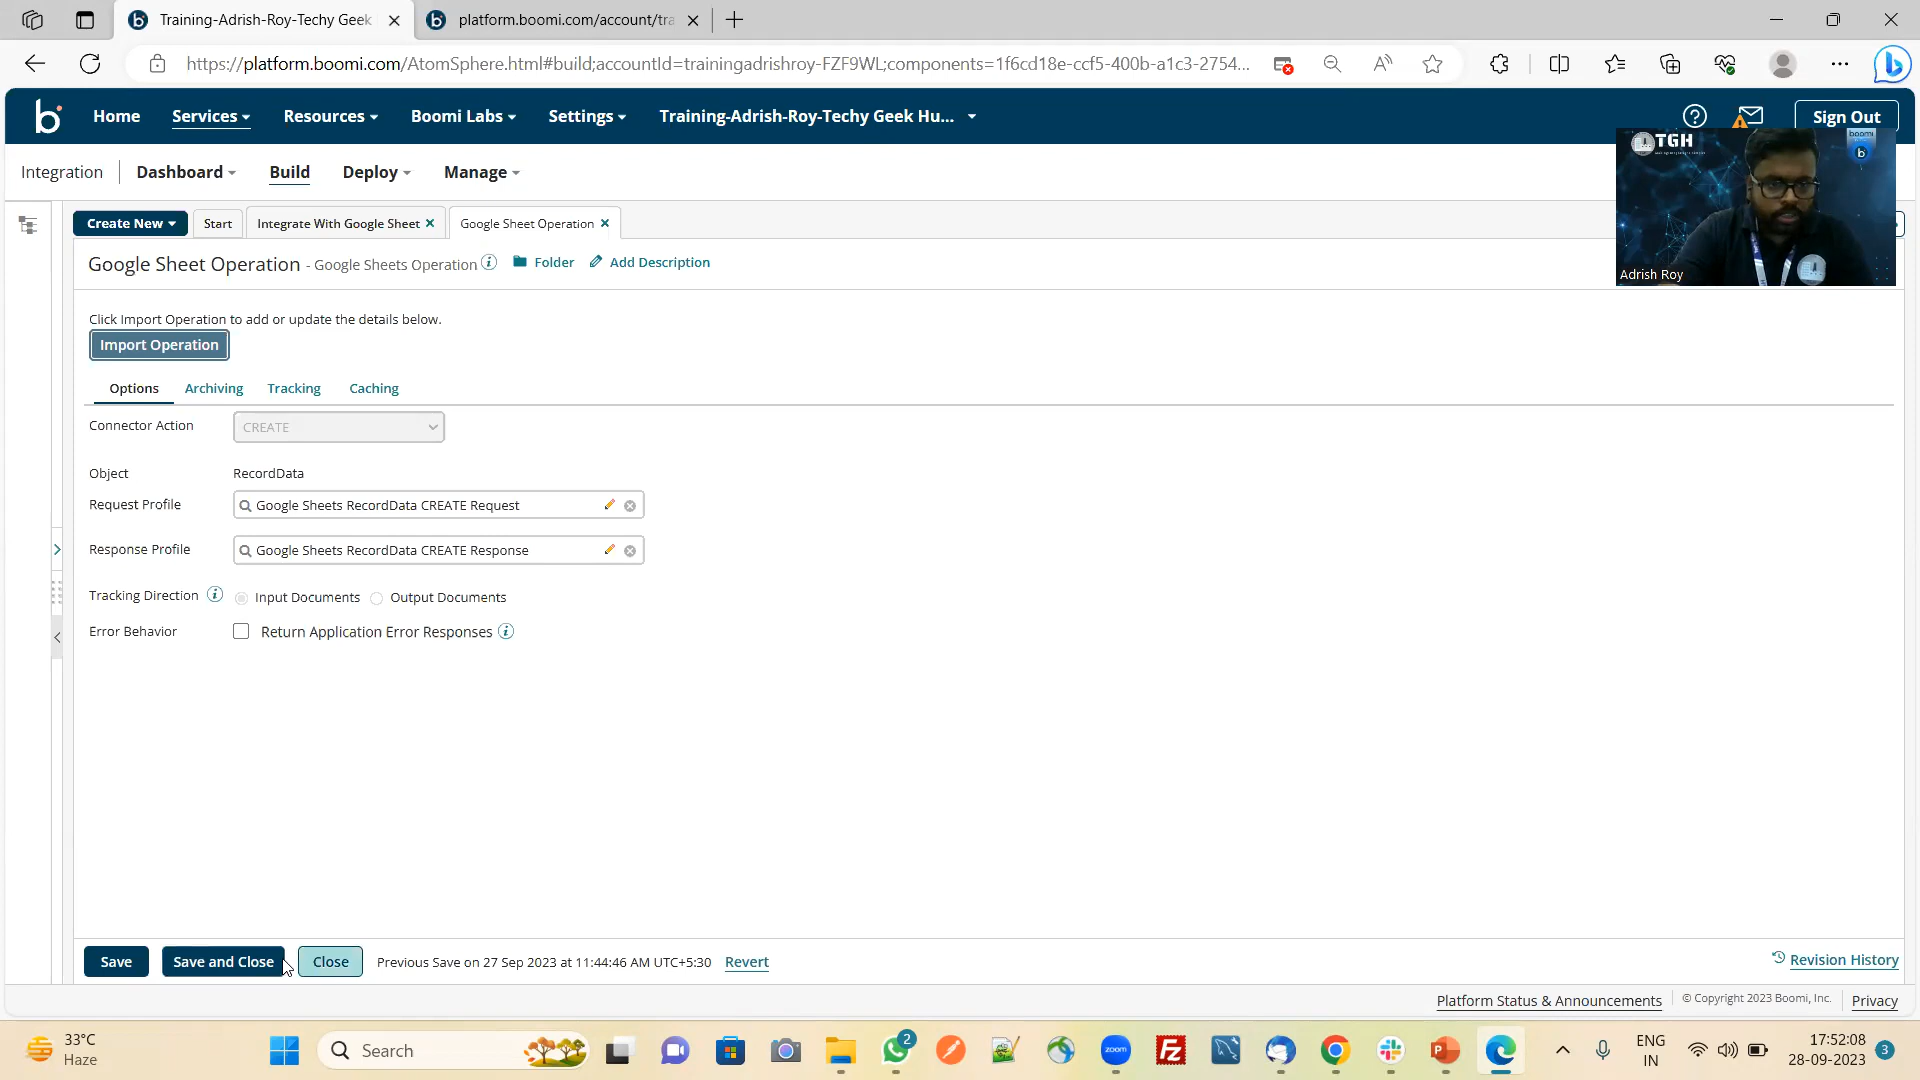 Training-Adrish-Roy-Techy Geek
platform.boomi.com/account/tra
https://platform.boomi.com/AtomSphere.html#build;accountId=trainingadrishroy-FZF9WL;components=1f6cd18e-ccf5-400b-a1c3-2754...
Home
Services
Resources
Boomi Labs
Settings
Training-Adrish-Roy-Techy Geek Hu...
Sign Out
Integration
Dashboard
Build
Deploy
Manage
TGH
boomi
Adrish Roy
Create New
Start
Integrate With Google Sheet
Google Sheet Operation
Google Sheet Operation - Google Sheets Operation
Folder
Add Description
Click Import Operation to add or update the details below.
Import Operation
Options
Archiving
Tracking
Caching
Connector Action
CREATE
Object
RecordData
Request Profile
Google Sheets RecordData CREATE Request
Response Profile
Google Sheets RecordData CREATE Response
Tracking Direction
Input Documents
Output Documents
Error Behavior
Return Application Error Responses
Save
Save and Close
Close
Previous Save on 27 Sep 2023 at 11:44:46 AM UTC+5:30
Revert
Revision History
Platform Status & Announcements
© Copyright 2023 Boomi, Inc.
Privacy
33°C
Haze
Search
2
zoom
ENG
IN
17:52:08
28-09-2023
3